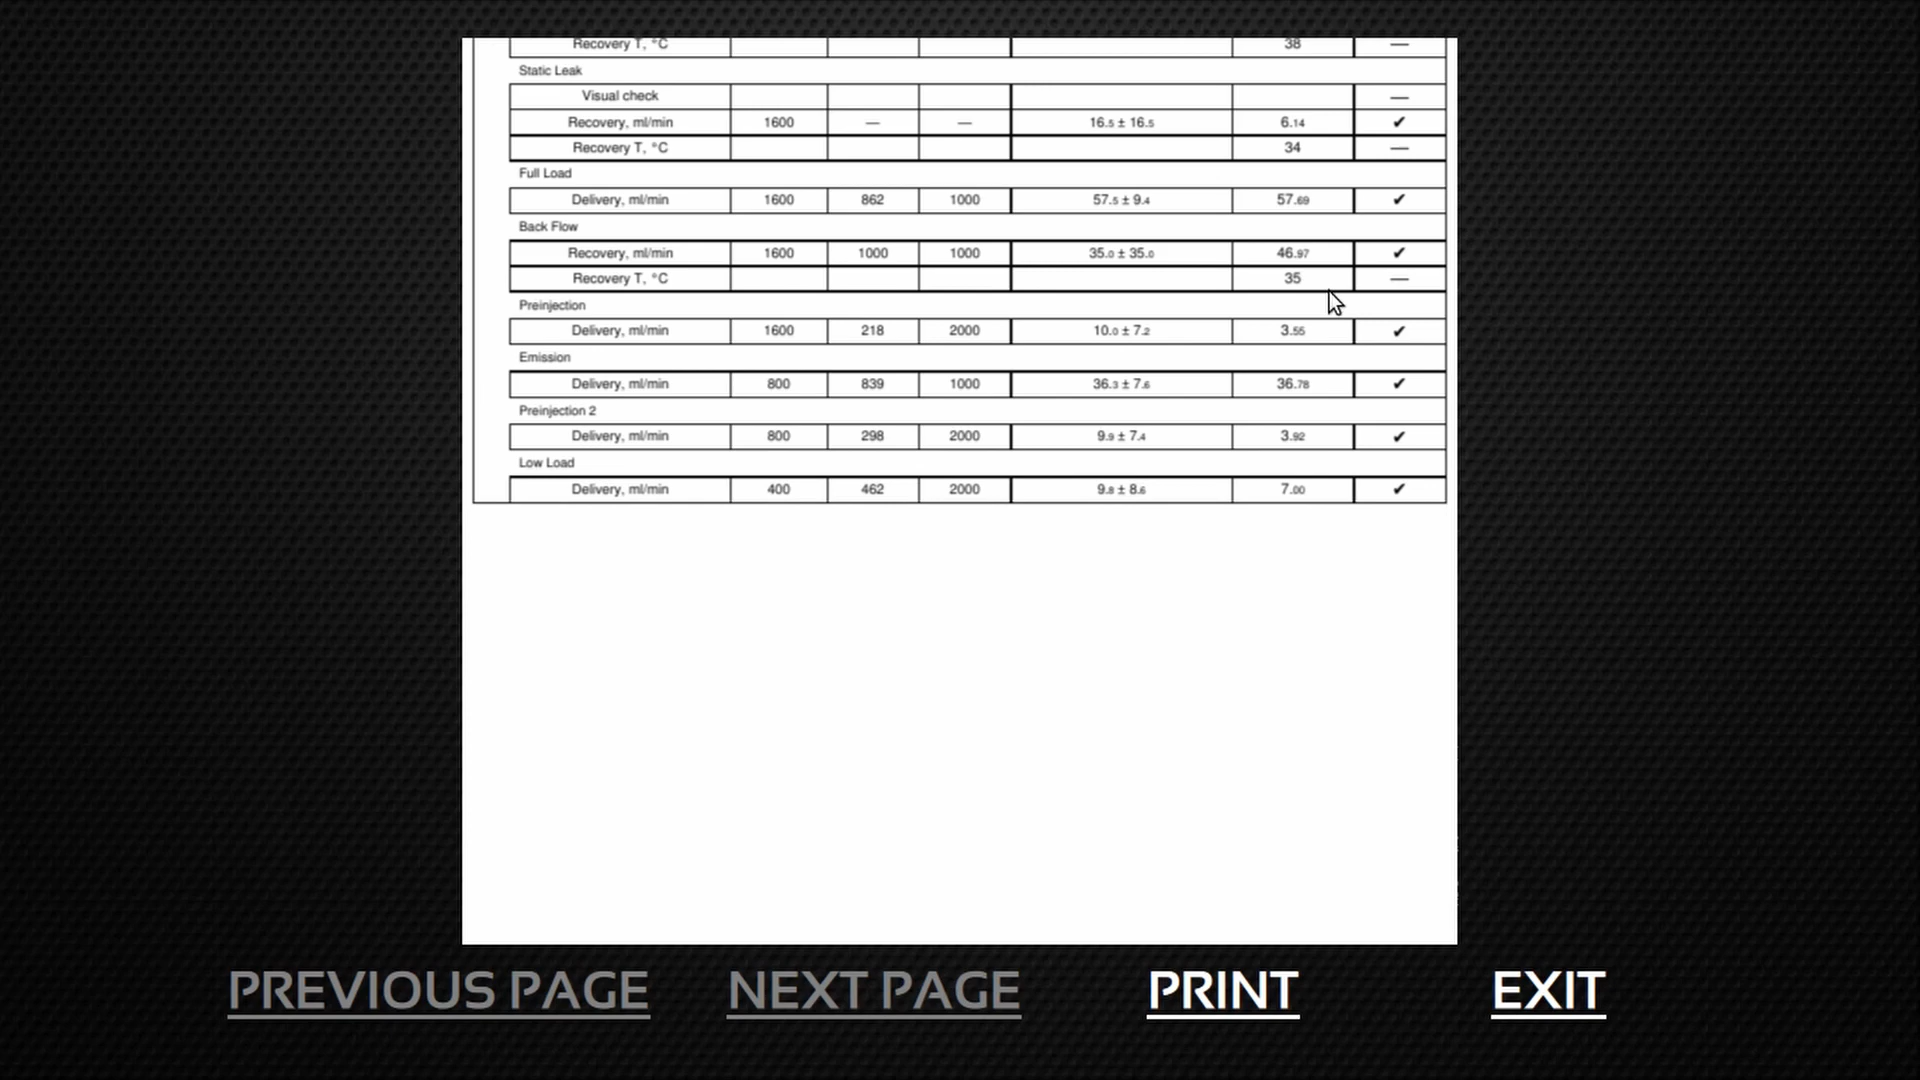 Recovery T, °C 38 —
Static Leak
Visual check —
Recovery, ml/min 1600 — — 16.5 ± 16.5 6.14 ✔
Recovery T, °C 34 —
Full Load
Delivery, ml/min 1600 862 1000 57.5 ± 9.4 57.69 ✔
Back Flow
Recovery, ml/min 1600 1000 1000 35.0 ± 35.0 46.97 ✔
Recovery T, °C 35 —
Preinjection
Delivery, ml/min 1600 218 2000 10.0 ± 7.2 3.55 ✔
Emission
Delivery, ml/min 800 839 1000 36.3 ± 7.6 36.78 ✔
Preinjection 2
Delivery, ml/min 800 298 2000 9.9 ± 7.4 3.92 ✔
Low Load
Delivery, ml/min 400 462 2000 9.8 ± 8.6 7.00 ✔
PREVIOUS PAGE NEXT PAGE PRINT EXIT